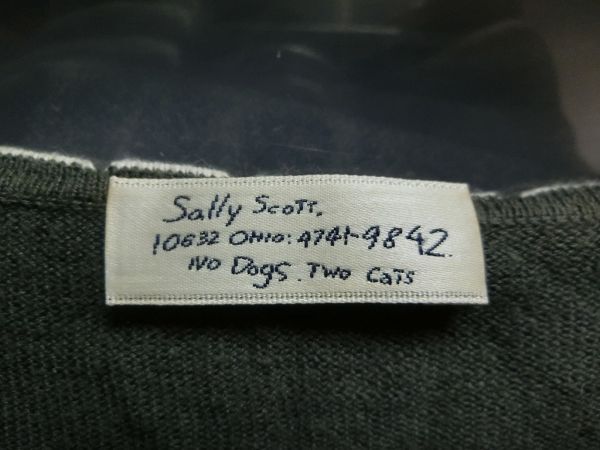 Sally Scott.
10632 OHIO: 4741-9842.
NO Dogs. Two Cats